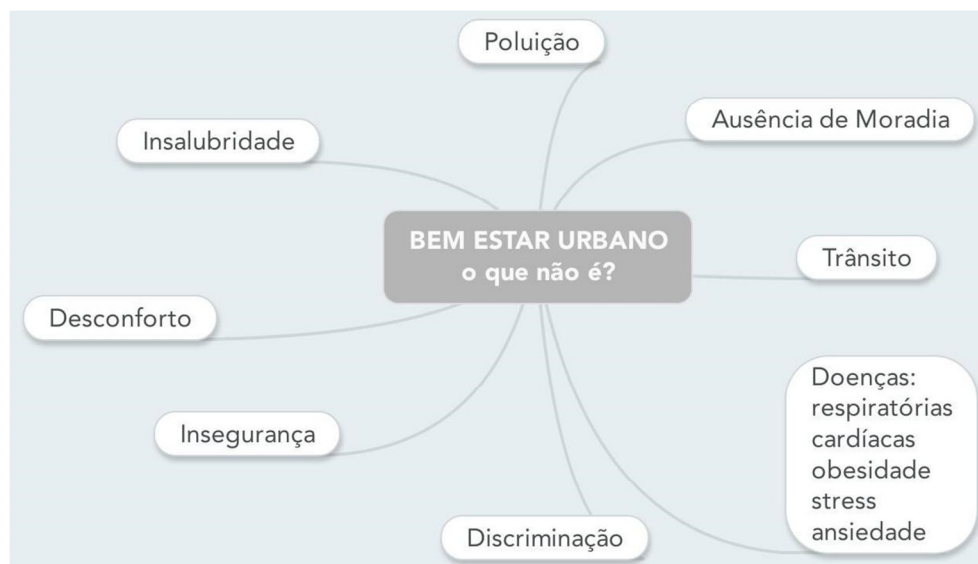 Poluição
Ausência de Moradia
Insalubridade
BEM ESTAR URBANO
o que não é?
Trânsito
Desconforto
Doenças:
respiratórias
cardíacas
obesidade
stress
ansiedade
Insegurança
Discriminação